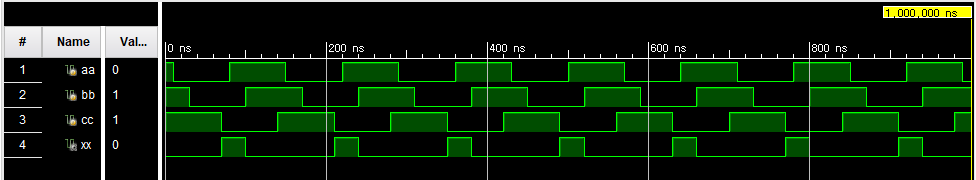 1,000,000 ns
# Name Val...
0 ns 200 ns 400 ns 600 ns 800 ns
1 aa 0
2 bb 1
3 cc 1
4 xx 0